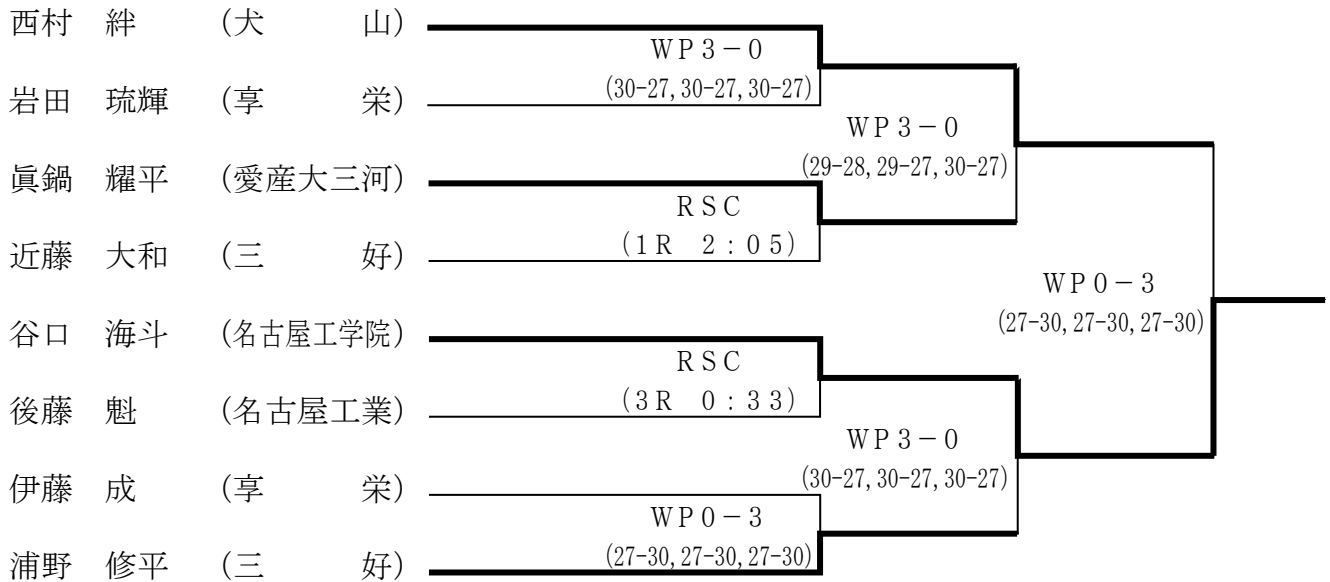 西村 絆 (犬 山)
WP3-0
(30-27, 30-27, 30-27)
岩田 琉輝 (享 栄)
WP3-0
(29-28, 29-27, 30-27)
眞鍋 耀平 (愛産大三河)
RSC
(1R 2:05)
近藤 大和 (三 好)
WP0-3
(27-30, 27-30, 27-30)
谷口 海斗 (名古屋工学院)
RSC
(3R 0:33)
後藤 魁 (名古屋工業)
WP3-0
(30-27, 30-27, 30-27)
伊藤 成 (享 栄)
WP0-3
(27-30, 27-30, 27-30)
浦野 修平 (三 好)